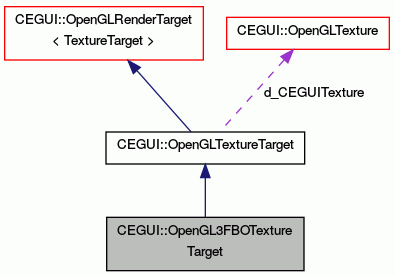 CEGUI::OpenGLRenderTarget
< TextureTarget >
CEGUI::OpenGLTexture
d_CEGUITexture
CEGUI::OpenGLTextureTarget
CEGUI::OpenGL3FBOTexture
Target